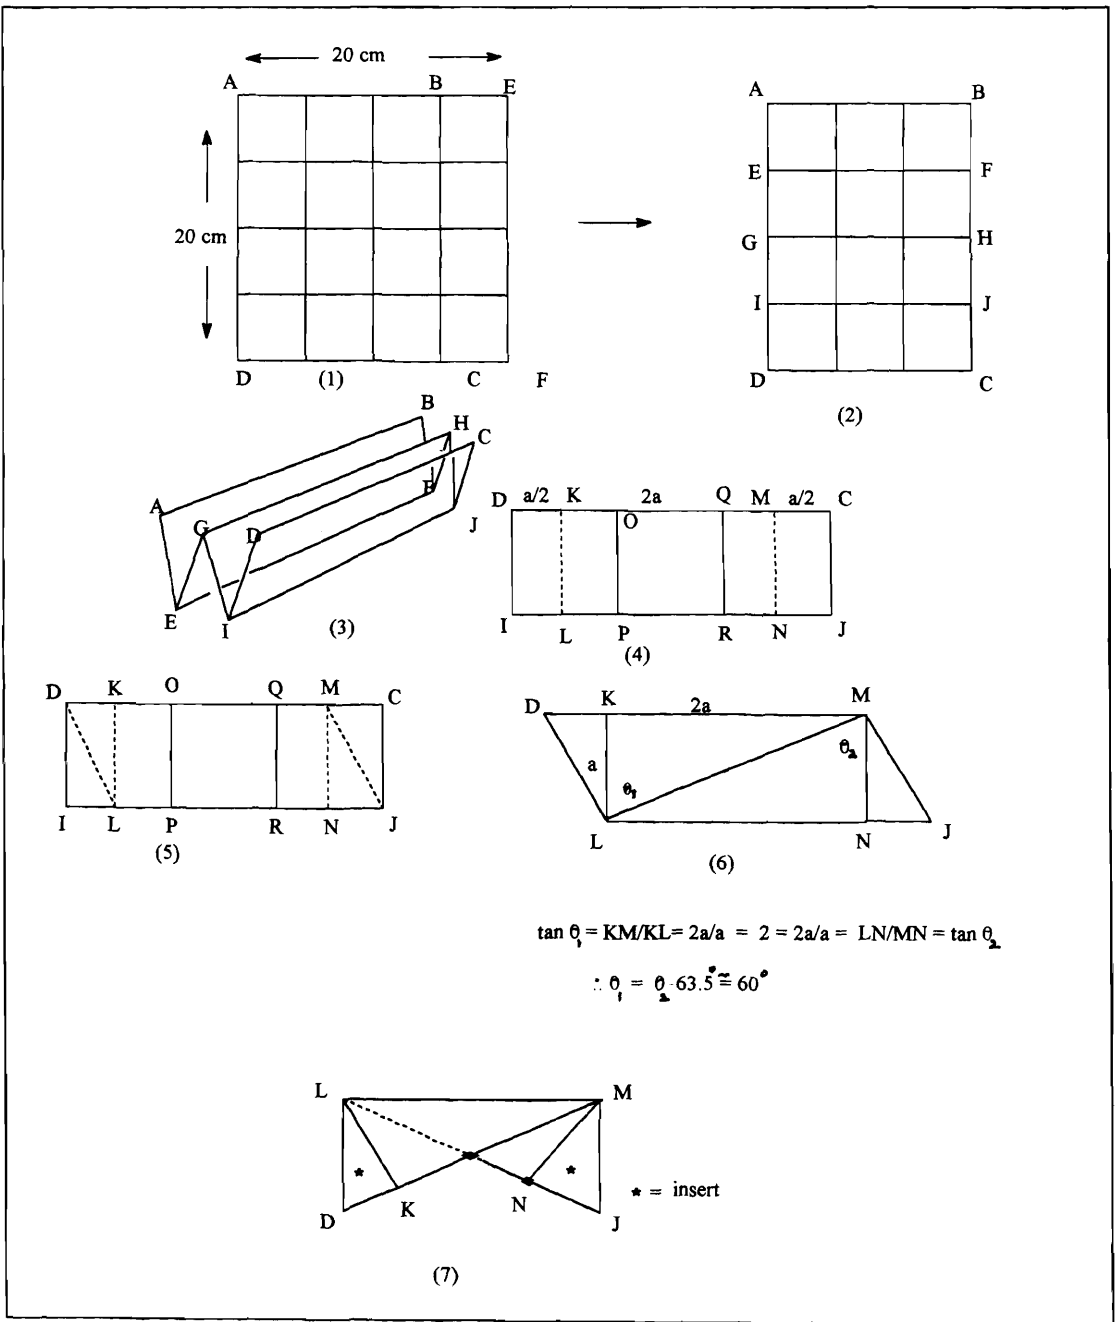 20 cm
A B E
20 cm
D (1) C F
A B
E F
G H
I J
D C
(2)
B
H
C
A
G D E
J
E I (3)
D a/2 K 2a Q M a/2 C
O
I L P R N J
(4)
D K O Q M C
I L P R N J
(5)
D K 2a M
a θ₁ θ₂
L N J
(6)
tan θ₁ = KM/KL= 2a/a = 2 = 2a/a = LN/MN = tan θ₂
∴ θ₁ = θ₂ 63.5° ≅ 60°
L M
* *
D K N J
* = insert
(7)